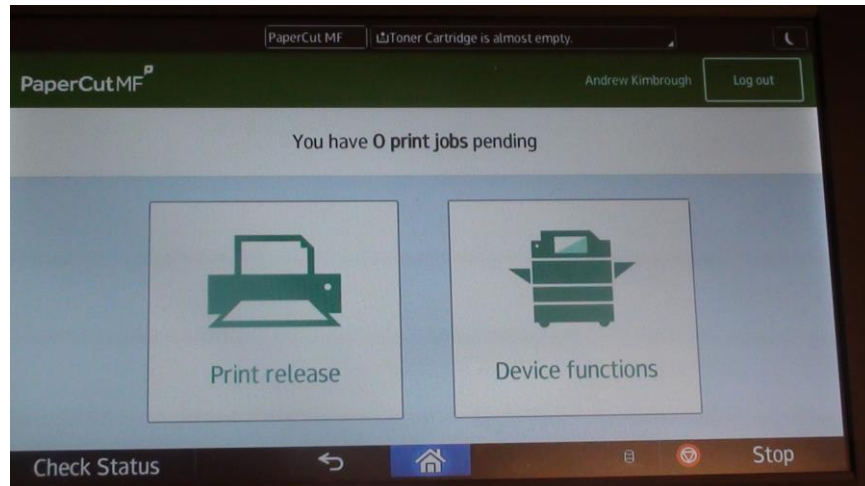 PaperCut MF
Toner Cartridge is almost empty.
PaperCutMF
Andrew Kimbrough
Log out
You have 0 print jobs pending
Print release
Device functions
Check Status
Stop